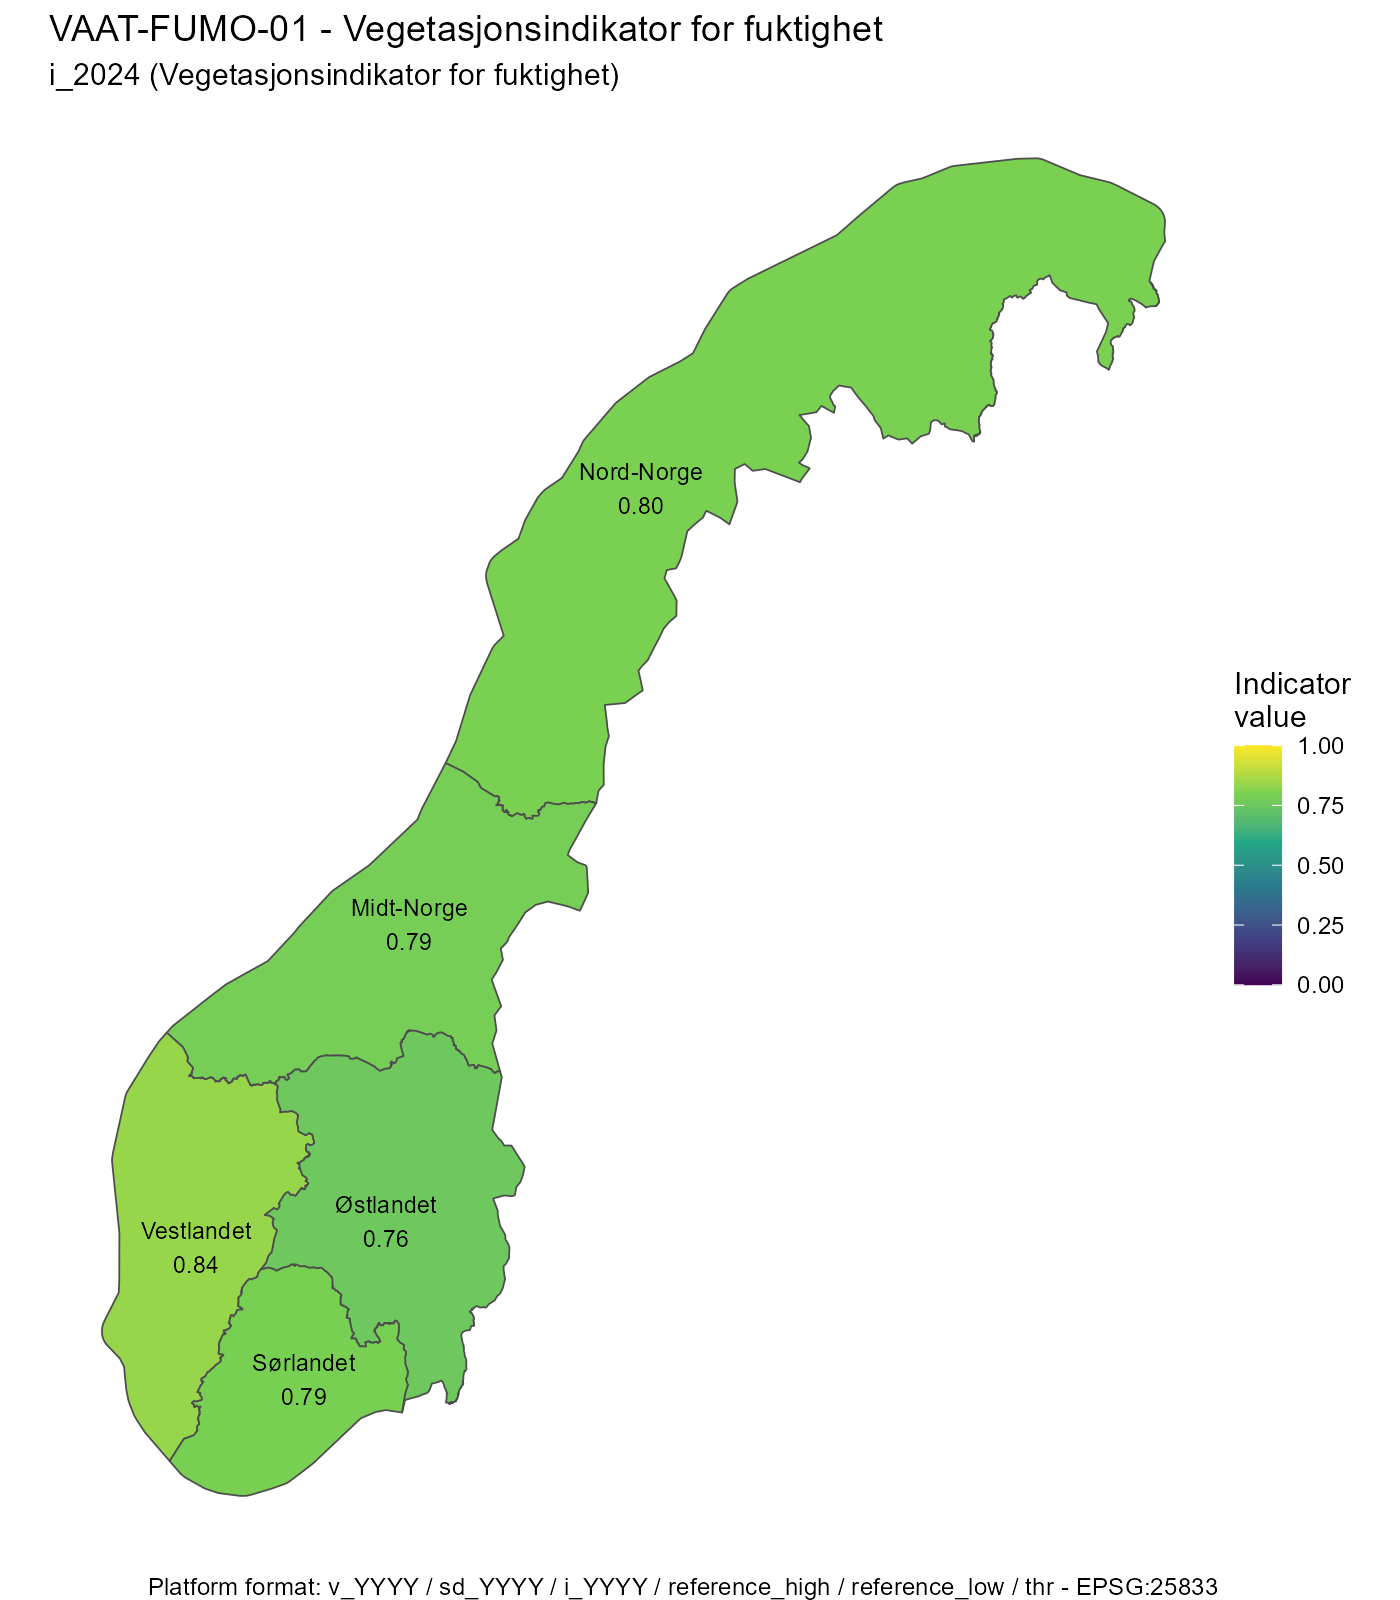 VAAT-FUMO-01 - Vegetasjonsindikator for fuktighet
i_2024 (Vegetasjonsindikator for fuktighet)
Nord-Norge
0.80
Indicator
value
1.00
0.75
0.50
0.25
0.00
Midt-Norge
0.79
Østlandet
0.76
Vestlandet
0.84
Sørlandet
0.79
Platform format: v_YYYY / sd_YYYY / i_YYYY / reference_high / reference_low / thr - EPSG:25833